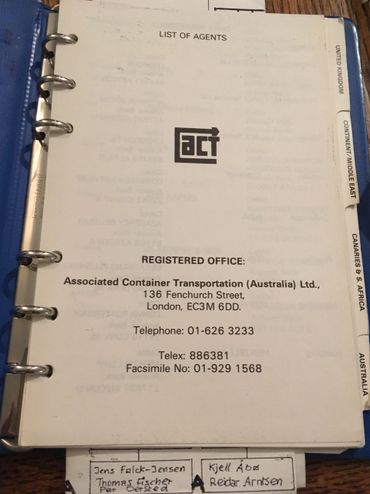 LIST OF AGENTS
act
REGISTERED OFFICE:
Associated Container Transportation (Australia) Ltd.,
136 Fenchurch Street,
London, EC3M 6DD.
Telephone: 01-626 3233
Telex: 886381
Facsimile No: 01-929 1568
UNITED KINGDOM
CONTINENT/MIDDLE EAST
CANARIES & S. AFRICA
AUSTRALIA
Jens Falck-Jensen
Thomas Fischer
Per Oersted
Kjell Åbø
Reidar Arntsen